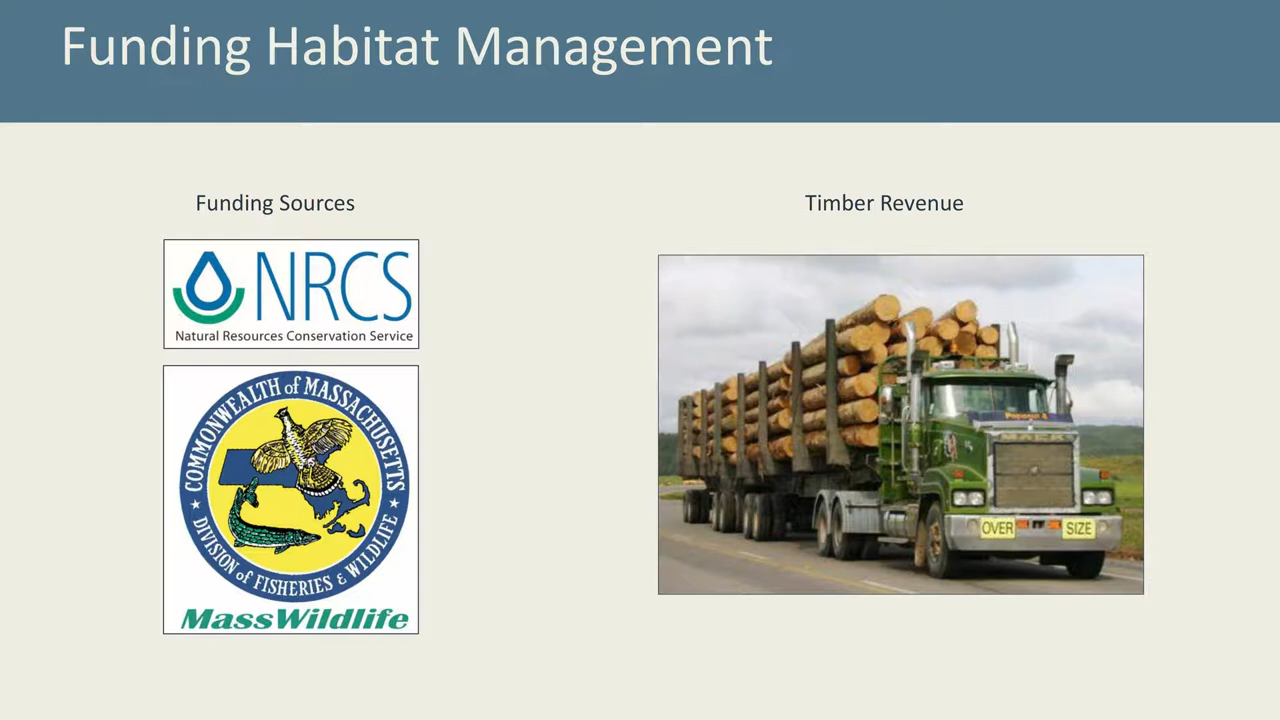 Funding Habitat Management
Funding Sources
NRCS
Natural Resources Conservation Service
COMMONWEALTH of MASSACHUSETTS
DIVISION of FISHERIES & WILDLIFE
MassWildlife
Timber Revenue
OVER SIZE